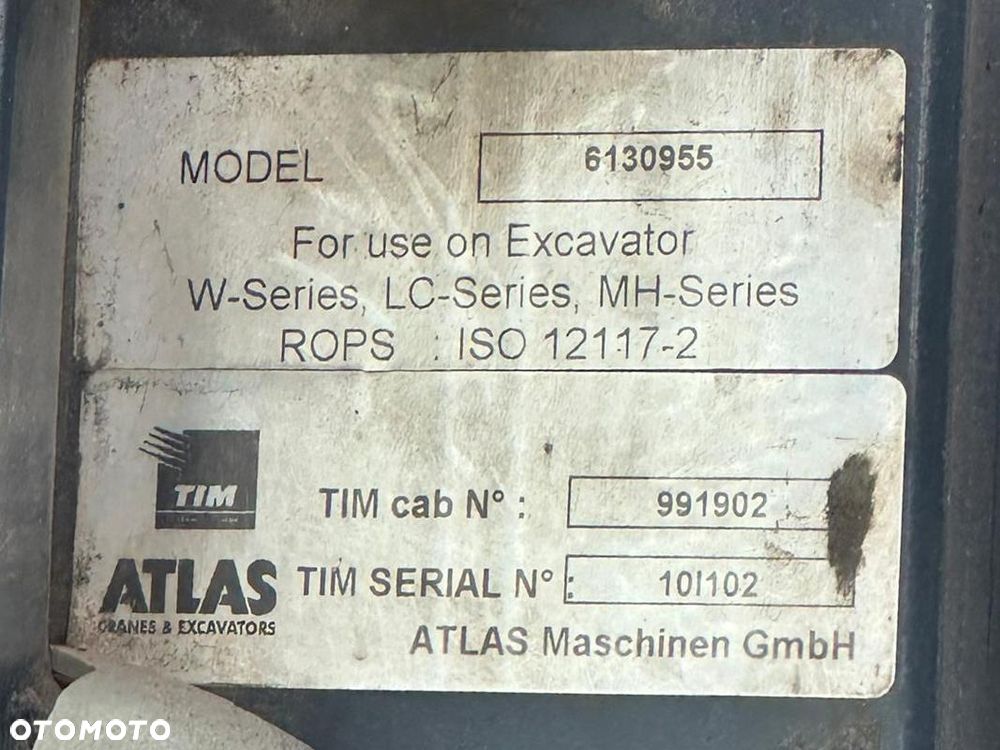 MODEL 6130955
For use on Excavator
W-Series, LC-Series, MH-Series
ROPS : ISO 12117-2
TIM
TIM cab N° : 991902
ATLAS
CRANES & EXCAVATORS
TIM SERIAL N° : 10I102
ATLAS Maschinen GmbH
OTOMOTO